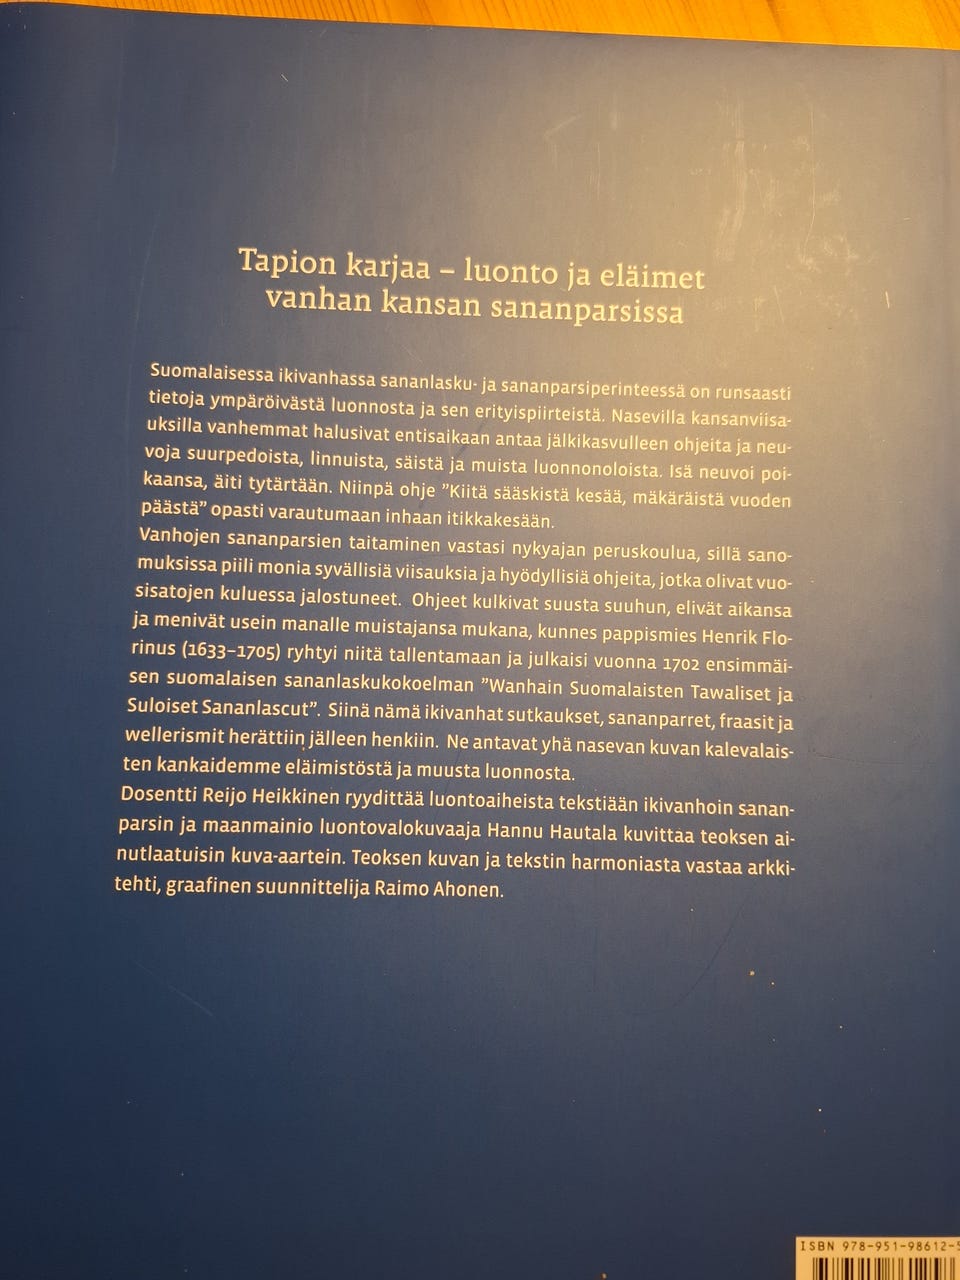 Tapion karjaa – luonto ja eläimet
vanhan kansan sananparsissa
Suomalaisessa ikivanhassa sananlasku- ja sananparsiperinteessä on runsaasti
tietoja ympäröivästä luonnosta ja sen erityispiirteistä. Nasevilla kansanviisa-
uksilla vanhemmat halusivat entisaikaan antaa jälkikasvulleen ohjeita ja neu-
voja suurpedoista, linnuista, säistä ja muista luonnonoloista. Isä neuvoi poi-
kaansa, äiti tytärtään. Niinpä ohje ”Kiitä sääskistä kesää, mäkäräistä vuoden
päästä” opasti varautumaan inhaan itikkakesään.
Vanhojen sananparsien taitaminen vastasi nykyajan peruskoulua, sillä sano-
muksissa piili monia syvällisiä viisauksia ja hyödyllisiä ohjeita, jotka olivat vuo-
sisatojen kuluessa jalostuneet. Ohjeet kulkivat suusta suuhun, elivät aikansa
ja menivät usein manalle muistajansa mukana, kunnes pappismies Henrik Flo-
rinus (1633–1705) ryhtyi niitä tallentamaan ja julkaisi vuonna 1702 ensimmäi-
sen suomalaisen sananlaskukokoelman ”Wanhain Suomalaisten Tawaliset ja
Suloiset Sananlascut”. Siinä nämä ikivanhat sutkaukset, sananparret, fraasit ja
wellerismit herättiin jälleen henkiin. Ne antavat yhä nasevan kuvan kalevalais-
ten kankaidemme eläimistöstä ja muusta luonnosta.
Dosentti Reijo Heikkinen ryydittää luontoaiheista tekstiään ikivanhoin sanan-
parsin ja maanmainio luontovalokuvaaja Hannu Hautala kuvittaa teoksen ai-
nutlaatuisin kuva-aartein. Teoksen kuvan ja tekstin harmoniasta vastaa arkki-
tehti, graafinen suunnittelija Raimo Ahonen.
ISBN 978-951-98612-5